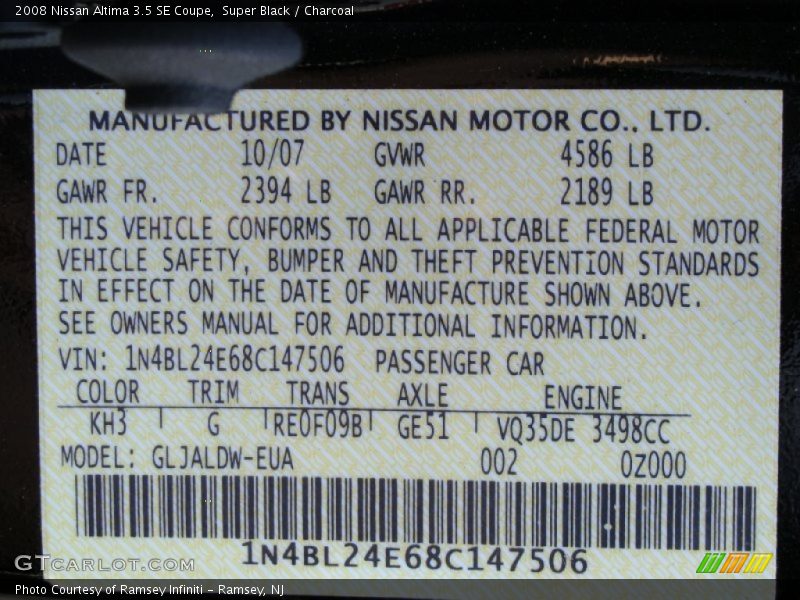 2008 Nissan Altima 3.5 SE Coupe,  Super Black / Charcoal
MANUFACTURED BY NISSAN MOTOR CO., LTD.
DATE 10/07 GVWR 4586 LB
GAWR FR. 2394 LB GAWR RR. 2189 LB
THIS VEHICLE CONFORMS TO ALL APPLICABLE FEDERAL MOTOR
VEHICLE SAFETY, BUMPER AND THEFT PREVENTION STANDARDS
IN EFFECT ON THE DATE OF MANUFACTURE SHOWN ABOVE.
SEE OWNERS MANUAL FOR ADDITIONAL INFORMATION.
VIN: 1N4BL24E68C147506 PASSENGER CAR
COLOR TRIM TRANS AXLE ENGINE
KH3 G RE0F09B GE51 VQ35DE 3498CC
MODEL: GLJALDW-EUA 002 0Z000
1N4BL24E68C147506
GTCARLOT.COM
Photo Courtesy of Ramsey Infiniti – Ramsey, NJ